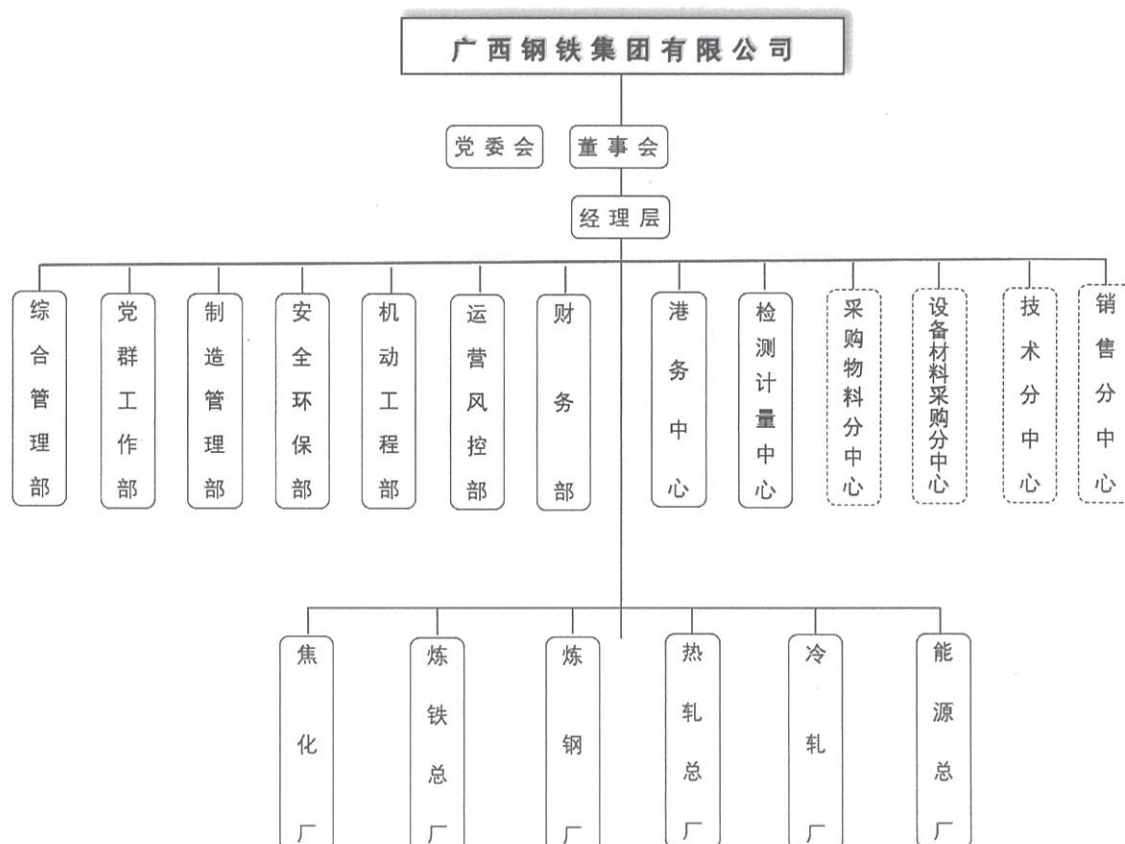 广西钢铁集团有限公司
党委会
董事会
经理层
综合管理部
党群工作部
制造管理部
安全环保部
机动工程部
运营风控部
财务部
港务中心
检测计量中心
采购物料分中心
设备材料采购分中心
技术分中心
销售分中心
焦化厂
炼铁总厂
炼钢厂
热轧总厂
冷轧厂
能源总厂